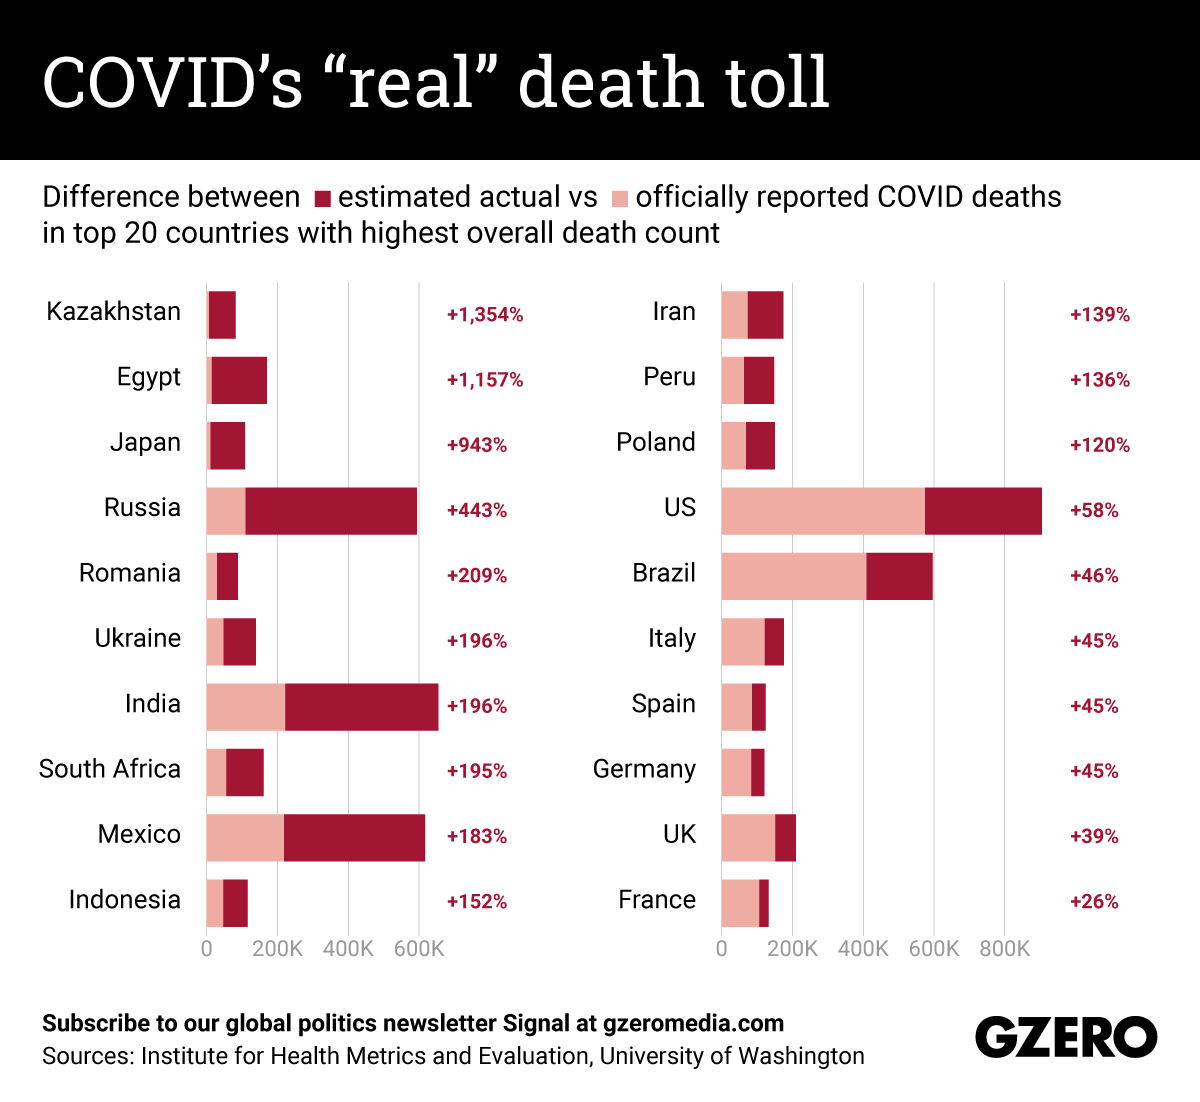 COVID’s “real” death toll
Difference between estimated actual vs officially reported COVID deaths
in top 20 countries with highest overall death count
Kazakhstan +1,354%
Egypt +1,157%
Japan +943%
Russia +443%
Romania +209%
Ukraine +196%
India +196%
South Africa +195%
Mexico +183%
Indonesia +152%
0 200K 400K 600K
Iran +139%
Peru +136%
Poland +120%
US +58%
Brazil +46%
Italy +45%
Spain +45%
Germany +45%
UK +39%
France +26%
0 200K 400K 600K 800K
Subscribe to our global politics newsletter Signal at gzeromedia.com
Sources: Institute for Health Metrics and Evaluation, University of Washington
GZERO